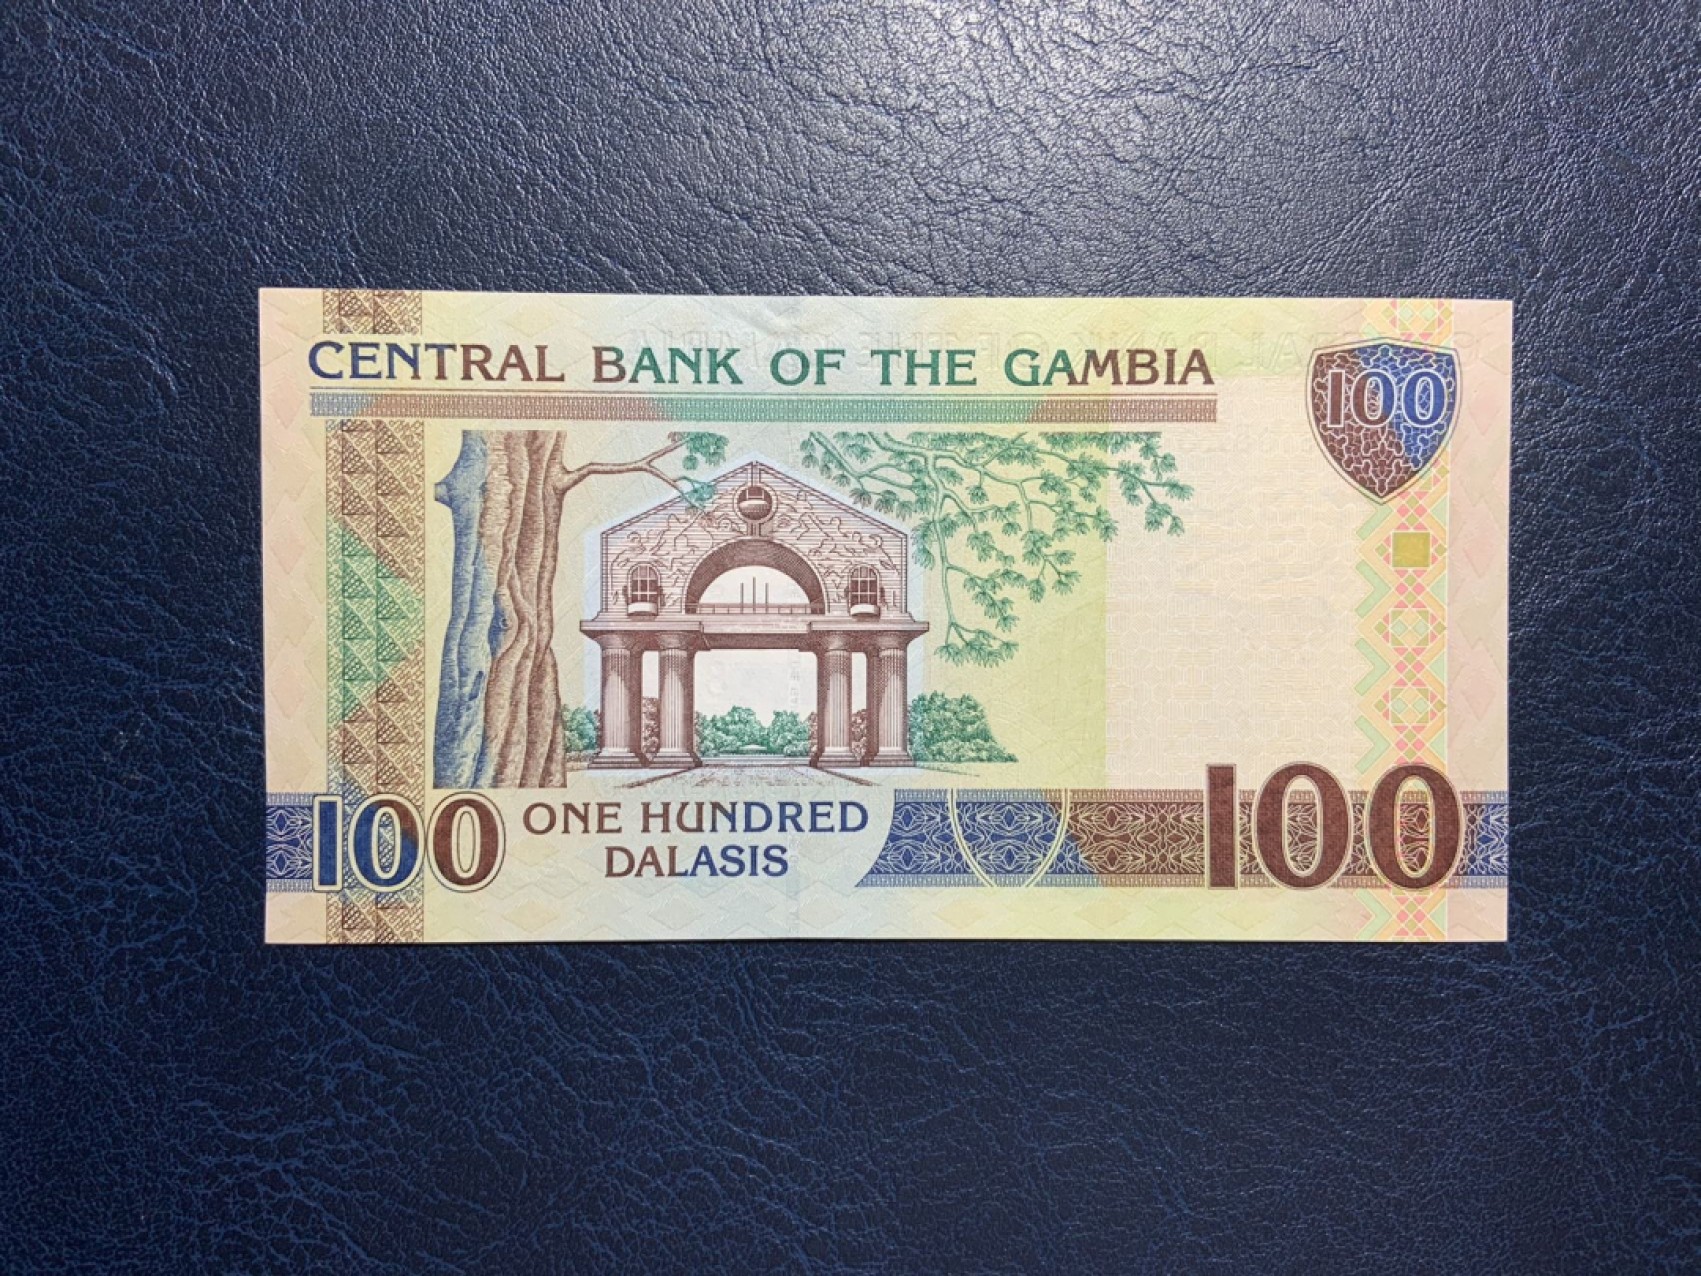 CENTRAL BANK OF THE GAMBIA
100
100 ONE HUNDRED
DALASIS
100